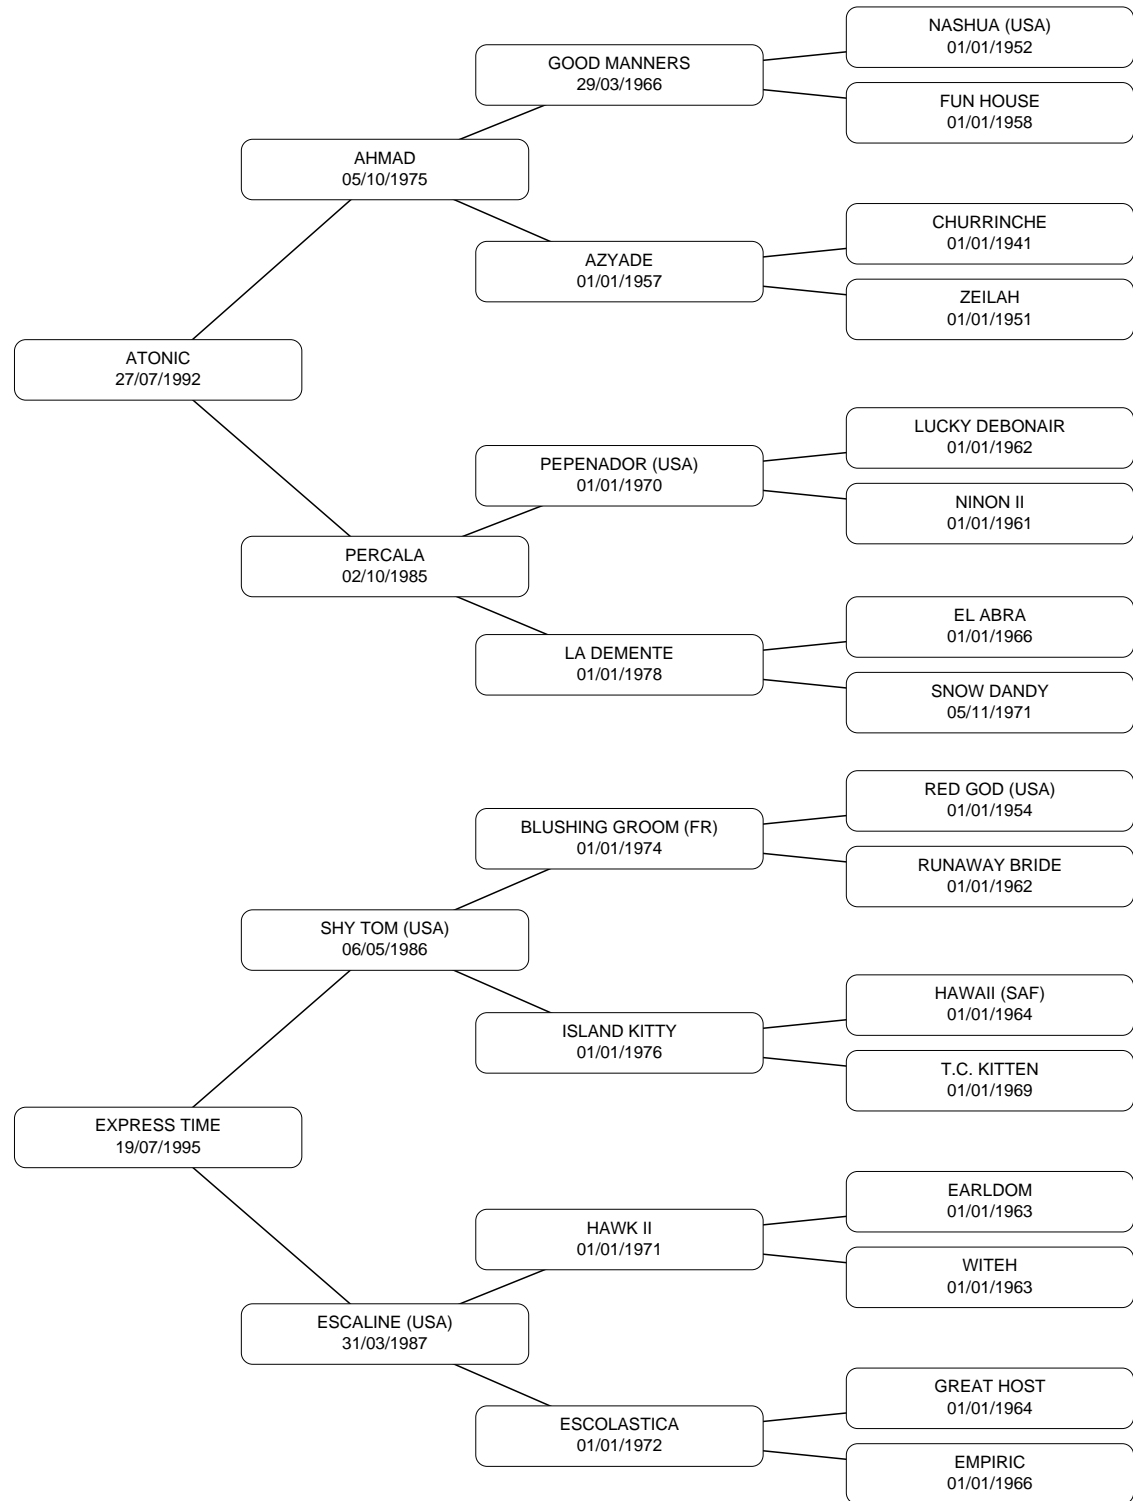 NASHUA (USA)
01/01/1952
GOOD MANNERS
29/03/1966
FUN HOUSE
01/01/1958
AHMAD
05/10/1975
CHURRINCHE
01/01/1941
AZYADE
01/01/1957
ZEILAH
01/01/1951
ATONIC
27/07/1992
LUCKY DEBONAIR
01/01/1962
PEPENADOR (USA)
01/01/1970
NINON II
01/01/1961
PERCALA
02/10/1985
EL ABRA
01/01/1966
LA DEMENTE
01/01/1978
SNOW DANDY
05/11/1971
RED GOD (USA)
01/01/1954
BLUSHING GROOM (FR)
01/01/1974
RUNAWAY BRIDE
01/01/1962
SHY TOM (USA)
06/05/1986
HAWAII (SAF)
01/01/1964
ISLAND KITTY
01/01/1976
T.C. KITTEN
01/01/1969
EXPRESS TIME
19/07/1995
EARLDOM
01/01/1963
HAWK II
01/01/1971
WITEH
01/01/1963
ESCALINE (USA)
31/03/1987
GREAT HOST
01/01/1964
ESCOLASTICA
01/01/1972
EMPIRIC
01/01/1966